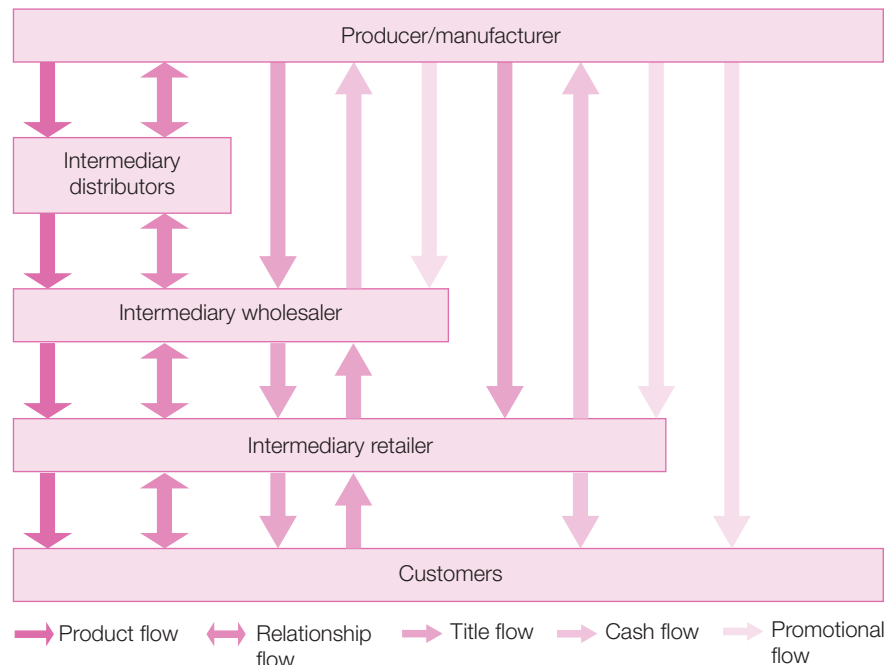 Producer/manufacturer
Intermediary
distributors
Intermediary wholesaler
Intermediary retailer
Customers
Product flow
Relationship
flow
Title flow
Cash flow
Promotional
flow